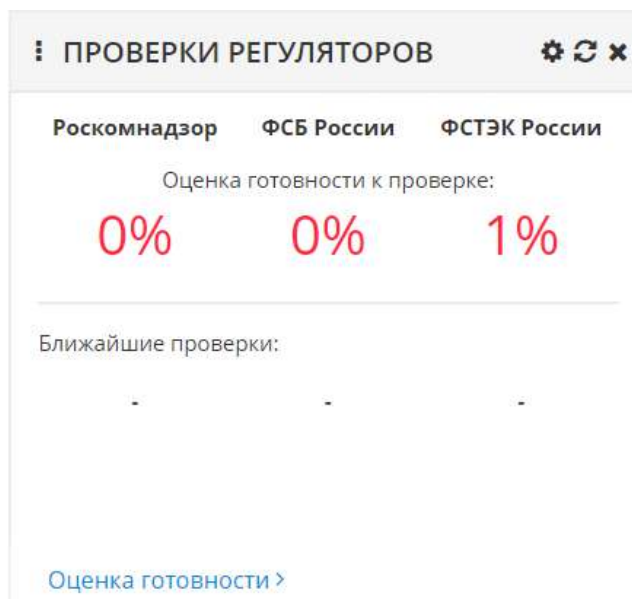 ПРОВЕРКИ РЕГУЛЯТОРОВ
Роскомнадзор ФСБ России ФСТЭК России
Оценка готовности к проверке:
0% 0% 1%
Ближайшие проверки:
- - -
Оценка готовности >